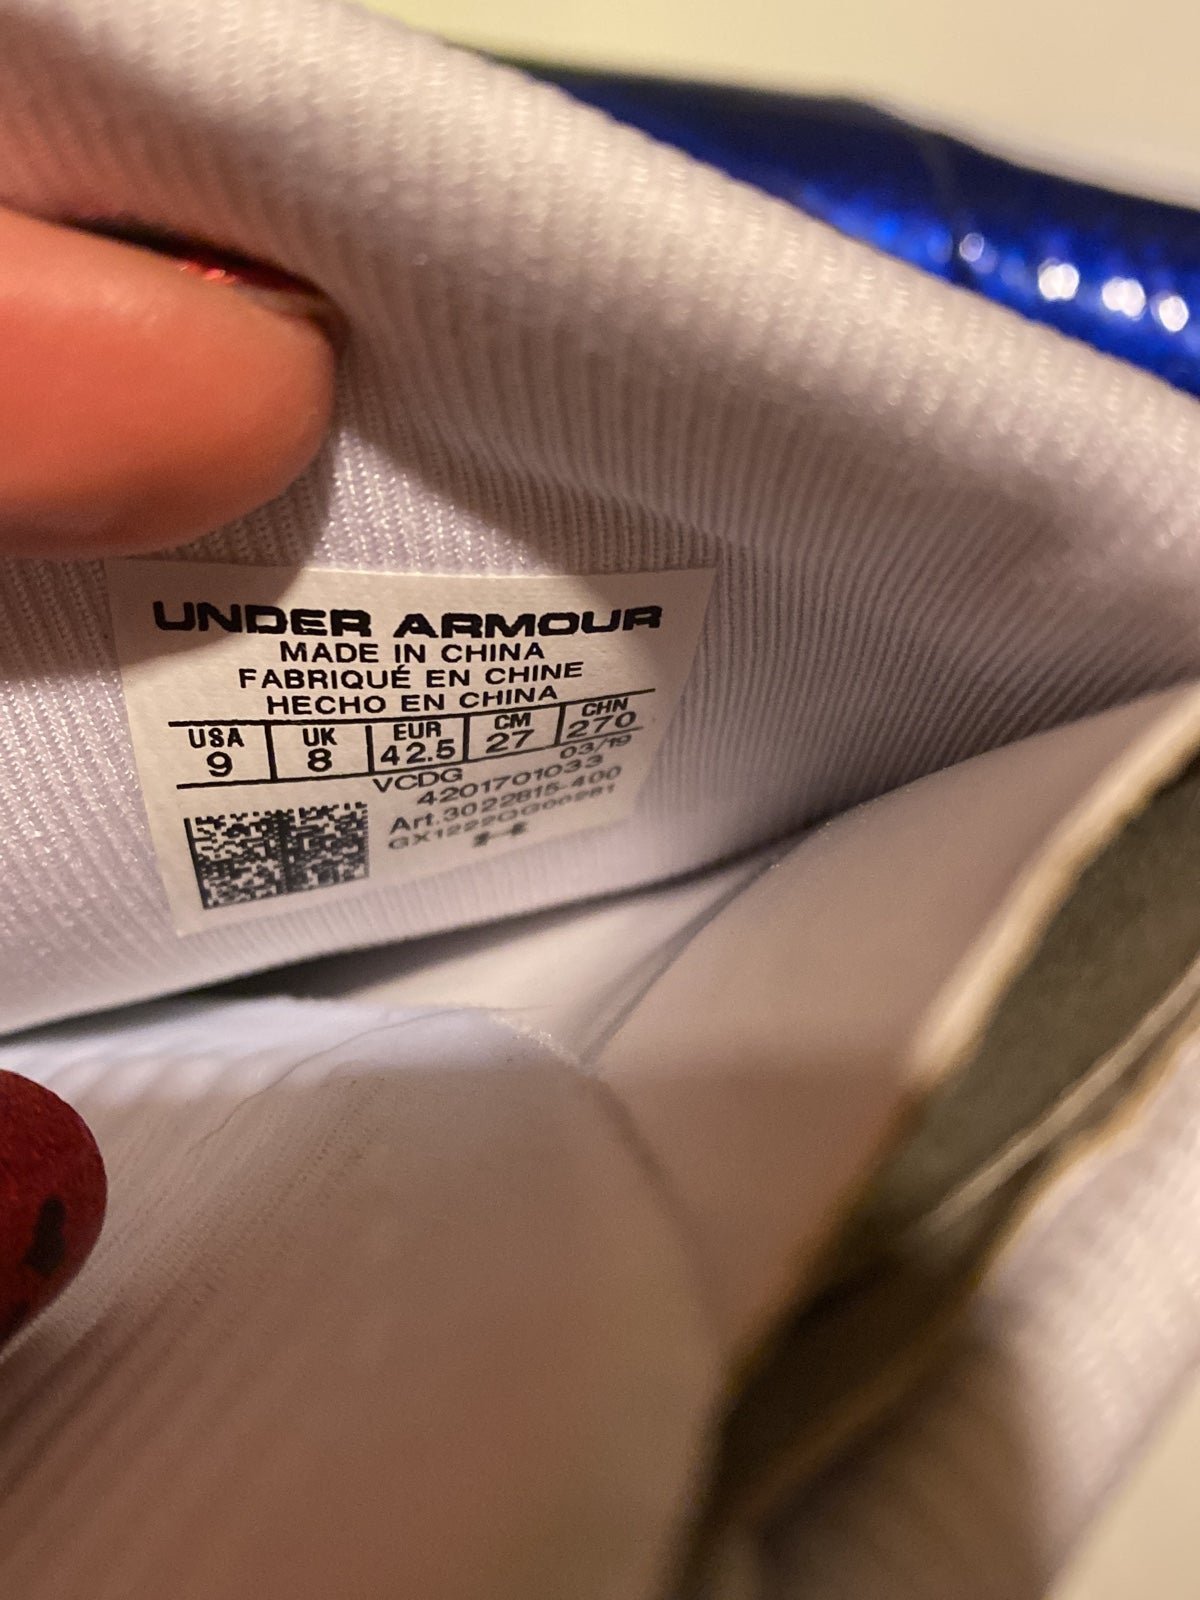 UNDER ARMOUR
MADE IN CHINA
FABRIQUÉ EN CHINE
HECHO EN CHINA
USA UK EUR CM CHN
9 8 42.5 27 270
VCDG 03/19
4201701033
Art.3022815-400